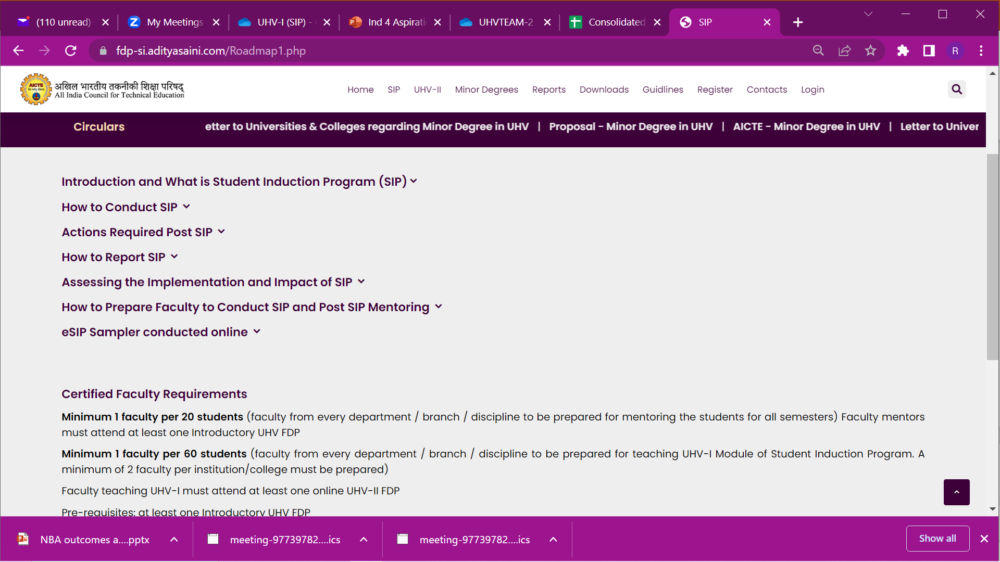 (110 unread)
My Meetings
UHV-I (SIP) -
Ind 4 Aspirati
UHVTEAM-2
Consolidated
SIP
fdp-si.adityasaini.com/Roadmap1.php
R
AICTE
अखिल भारतीय तकनीकी शिक्षा परिषद्
All India Council for Technical Education
Home SIP UHV-II Minor Degrees Reports Downloads Guidlines Register Contacts Login
Circulars
etter to Universities & Colleges regarding Minor Degree in UHV | Proposal - Minor Degree in UHV | AICTE - Minor Degree in UHV | Letter to Univer
Introduction and What is Student Induction Program (SIP)
How to Conduct SIP
Actions Required Post SIP
How to Report SIP
Assessing the Implementation and Impact of SIP
How to Prepare Faculty to Conduct SIP and Post SIP Mentoring
eSIP Sampler conducted online
Certified Faculty Requirements
Minimum 1 faculty per 20 students (faculty from every department / branch / discipline to be prepared for mentoring the students for all semesters) Faculty mentors
must attend at least one Introductory UHV FDP
Minimum 1 faculty per 60 students (faculty from every department / branch / discipline to be prepared for teaching UHV-I Module of Student Induction Program. A
minimum of 2 faculty per institution/college must be prepared)
Faculty teaching UHV-I must attend at least one online UHV-II FDP
Pre-requisites: at least one Introductory UHV FDP
NBA outcomes a....pptx
meeting-97739782....ics
meeting-97739782....ics
Show all